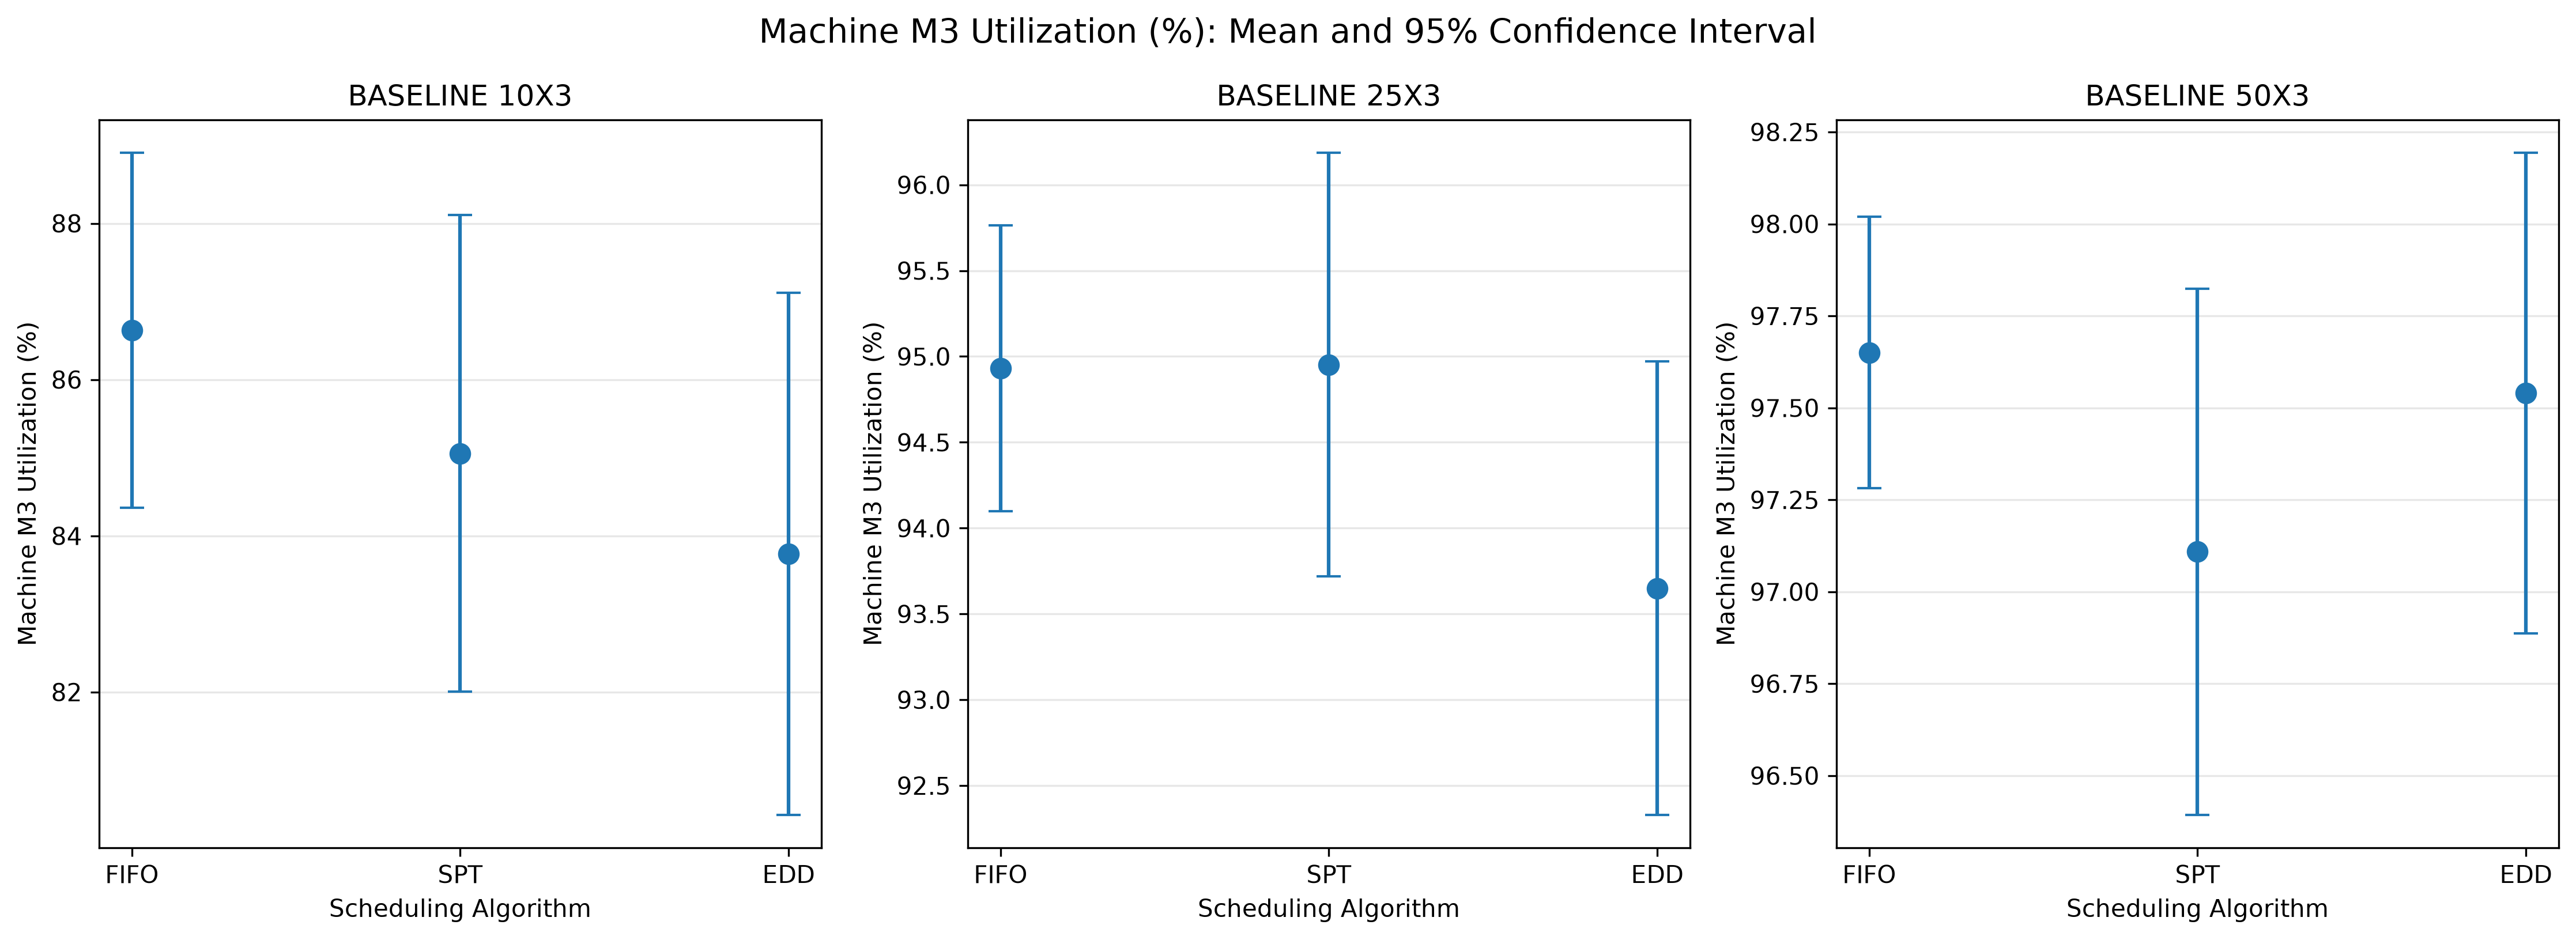 Machine M3 Utilization (%): Mean and 95% Confidence Interval
BASELINE 10X3
Machine M3 Utilization (%)
88
86
84
82
FIFO SPT EDD
Scheduling Algorithm
BASELINE 25X3
Machine M3 Utilization (%)
96.0
95.5
95.0
94.5
94.0
93.5
93.0
92.5
FIFO SPT EDD
Scheduling Algorithm
BASELINE 50X3
Machine M3 Utilization (%)
98.25
98.00
97.75
97.50
97.25
97.00
96.75
96.50
FIFO SPT EDD
Scheduling Algorithm